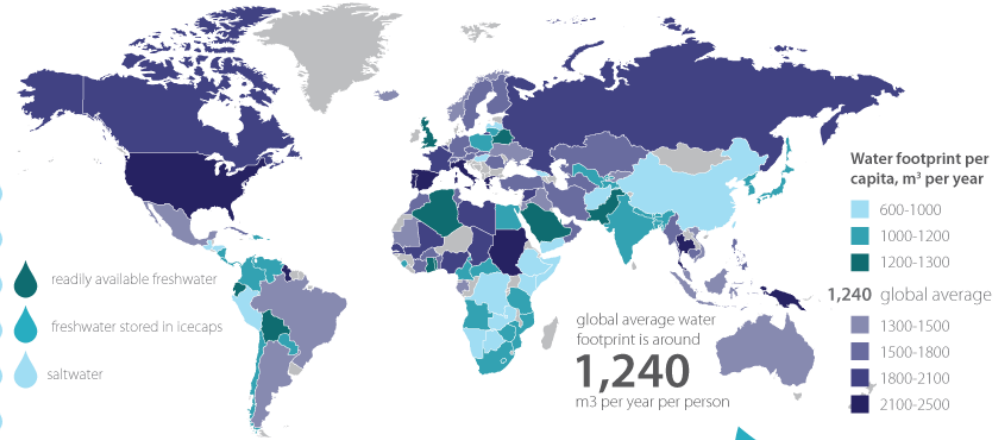 Water footprint per
capita, m³ per year
600-1000
1000-1200
1200-1300
1,240 global average
1300-1500
1500-1800
1800-2100
2100-2500
readily available freshwater
freshwater stored in icecaps
saltwater
global average water
footprint is around
1,240
m3 per year per person